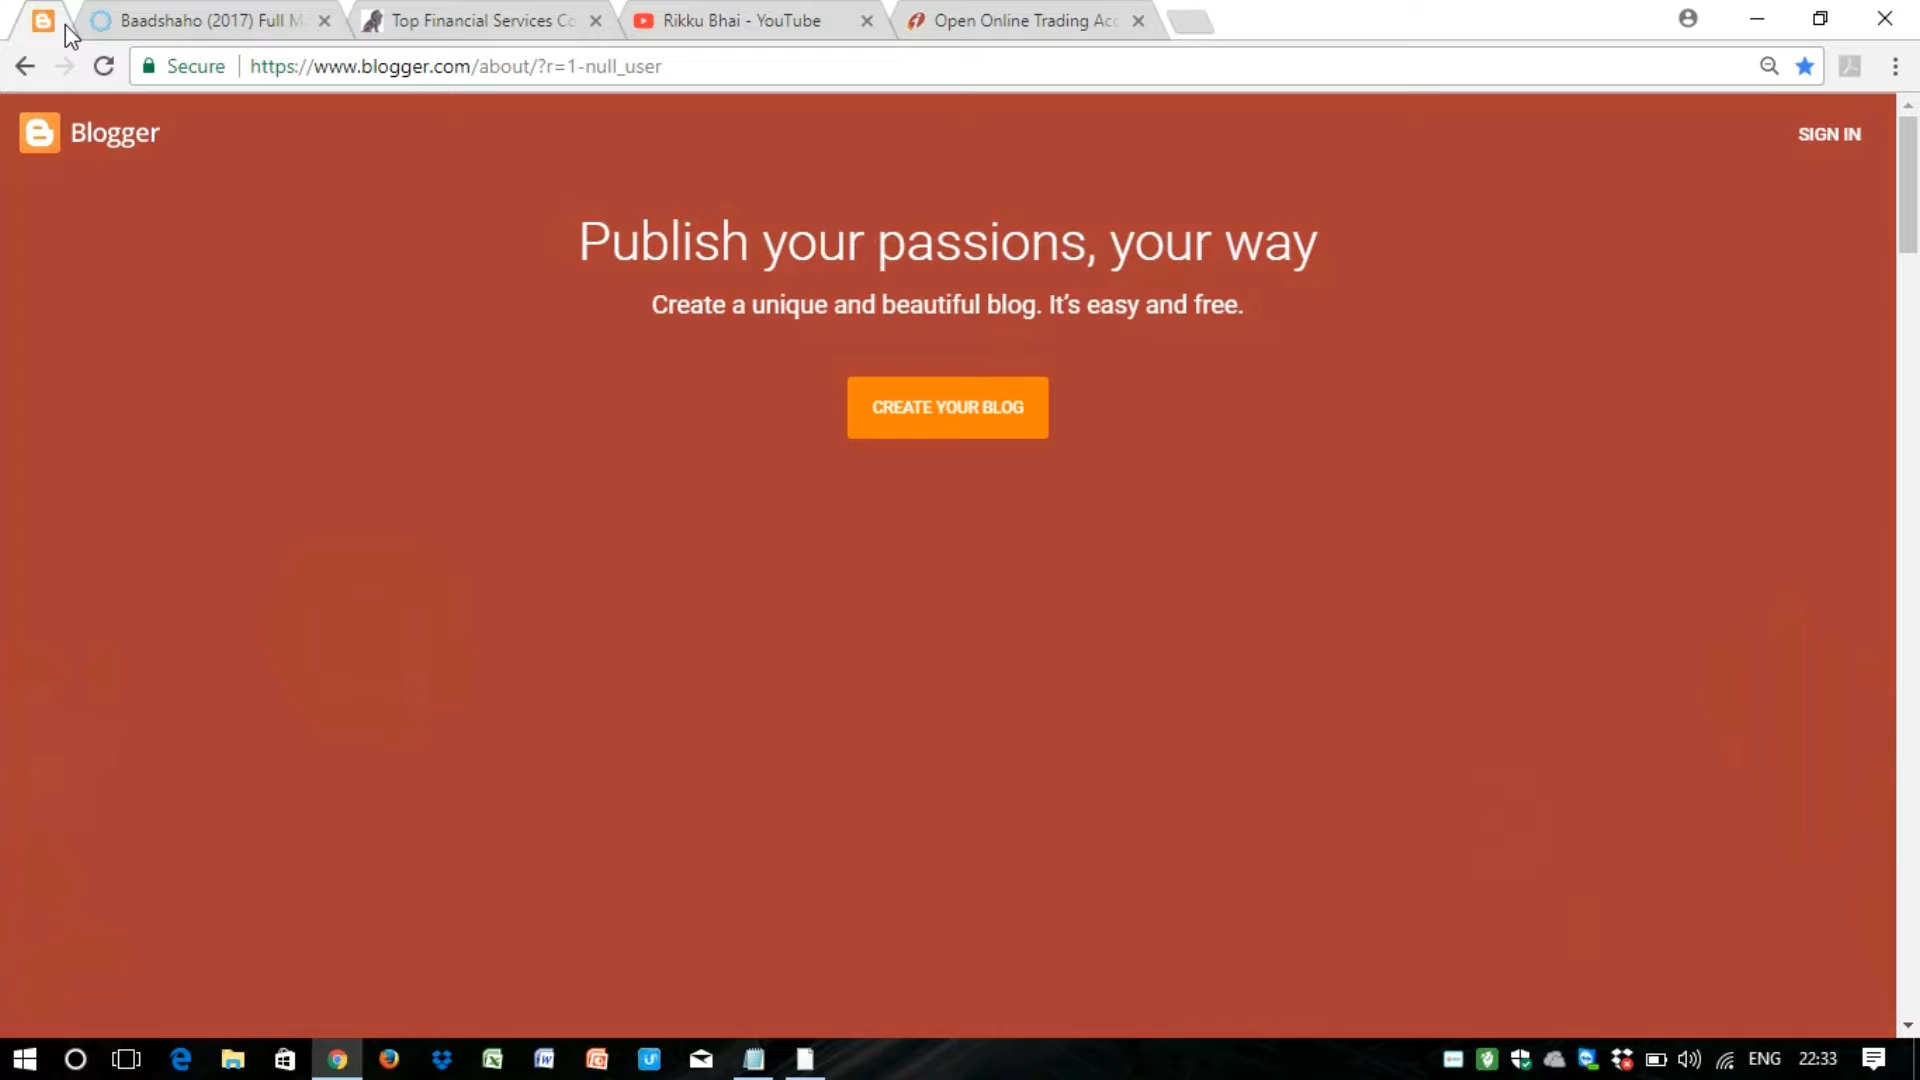 Baadshaho (2017) Full M
Top Financial Services Co
Rikku Bhai - YouTube
Open Online Trading Acc
Secure
https://www.blogger.com/about/?r=1-null_user
Blogger
SIGN IN
Publish your passions, your way
Create a unique and beautiful blog. It's easy and free.
CREATE YOUR BLOG
ENG
22:33